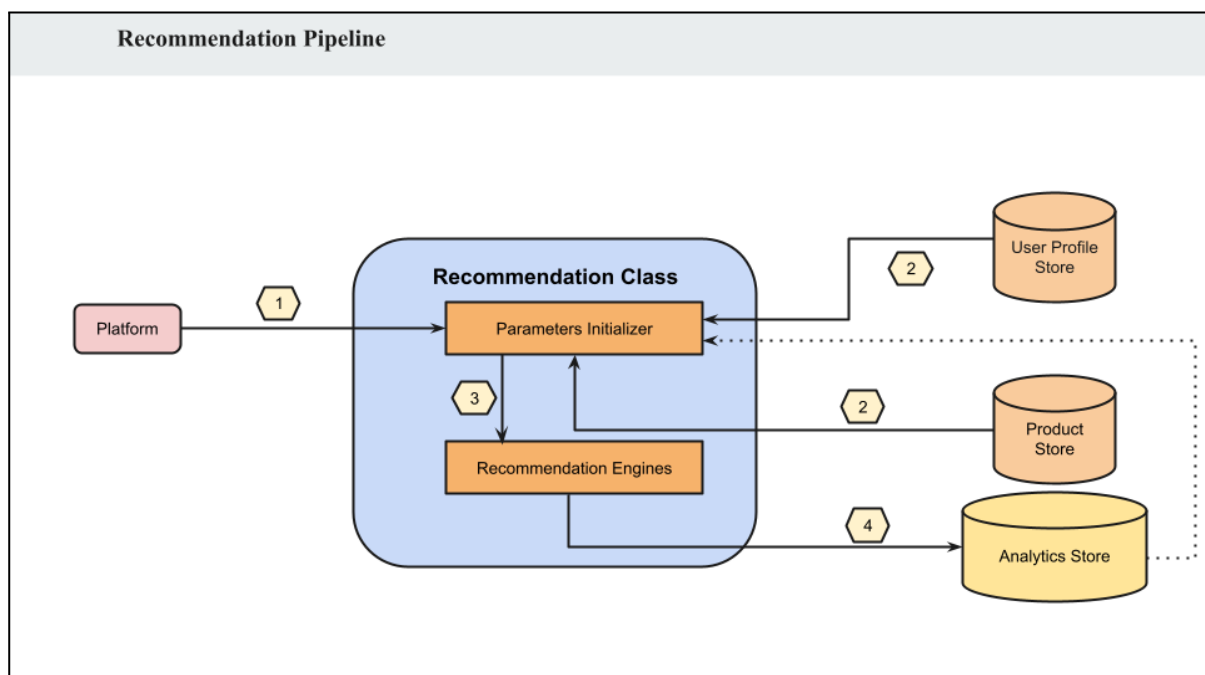 Recommendation Pipeline
User Profile
Store
2
Recommendation Class
1
Platform
Parameters Initializer
3
2
Product
Store
Recommendation Engines
4
Analytics Store